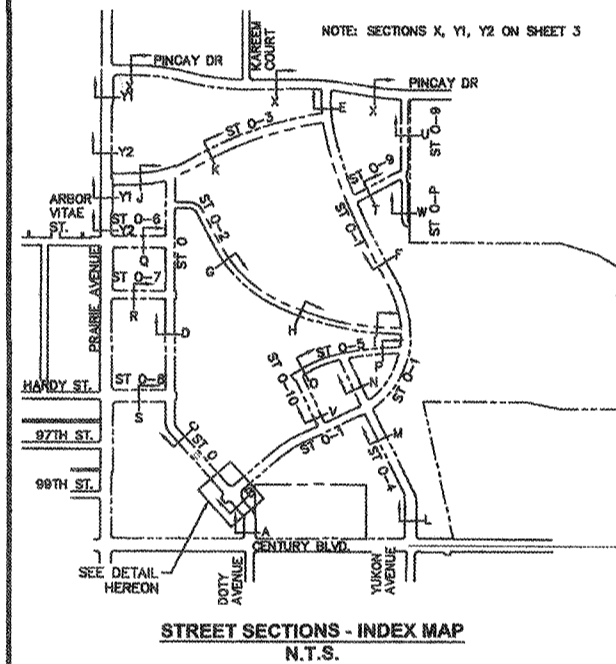 NOTE: SECTIONS X, Y1, Y2 ON SHEET 3
KAREEM
COURT
PINCAY DR
PINCAY DR
X
X
X
Y1
E
U
ST O-9
ST O-3
K
Y2
ST O-9
T
Y1
J
W
ST O-P
ARBOR
VITAE
ST.
ST O-6
Y2
ST O
ST O-2
ST O-1
F
Q
G
ST O-7
PRAIRIE AVENUE
R
D
H
P
ST O-5
O
N
ST O-1
ST O-10
HARDY ST.
ST O-8
S
V
97TH ST.
C
ST O
ST O-1
M
ST O-4
99TH ST.
B
L
A
CENTURY BLVD.
SEE DETAIL
HEREON
DOTY
AVENUE
YUKON
AVENUE
STREET SECTIONS - INDEX MAP
N.T.S.